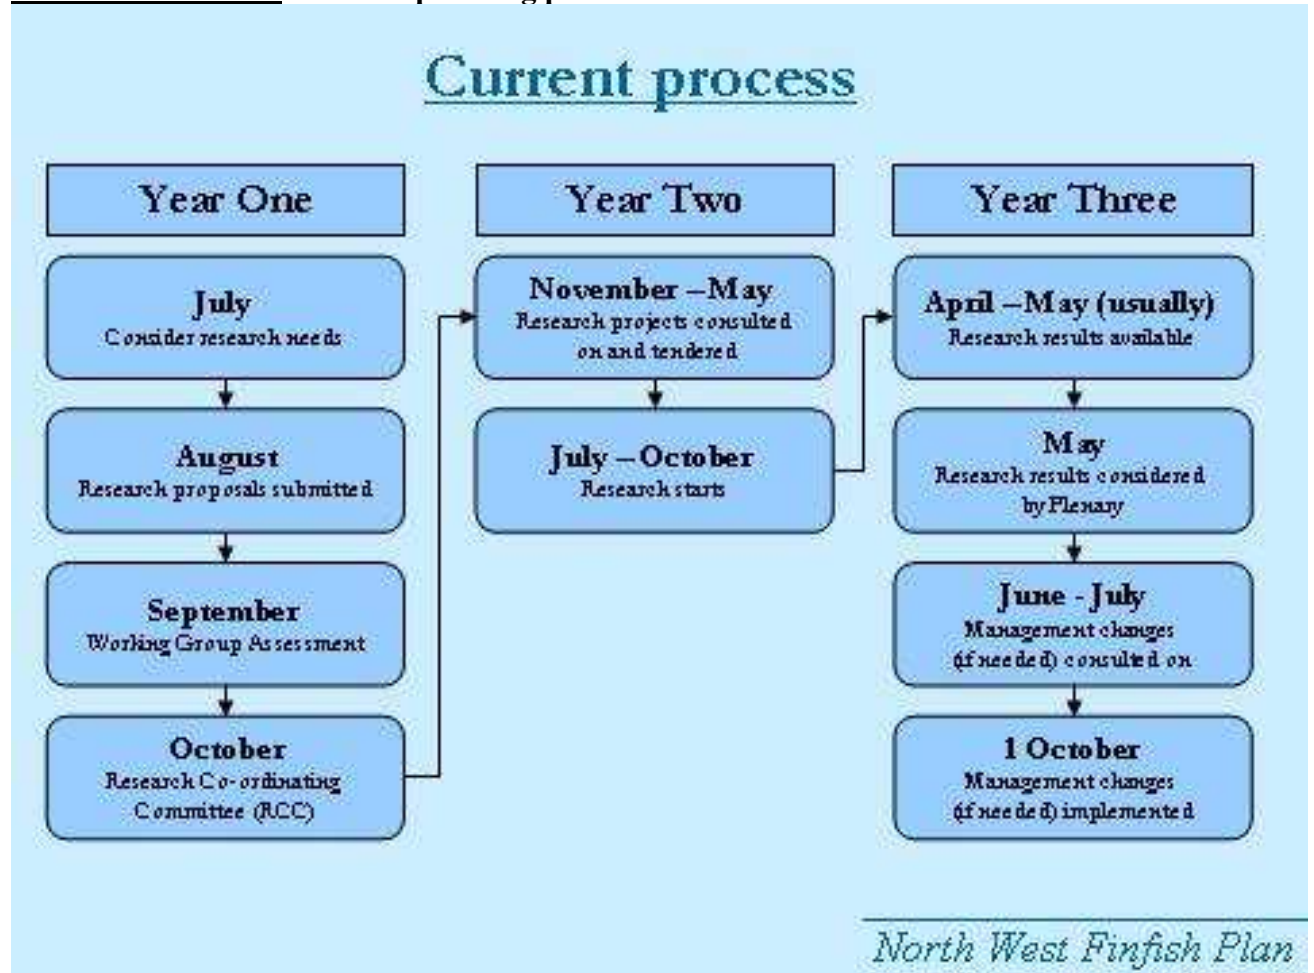 Current process
Year One
July
Consider research needs
August
Research proposals submitted
September
Working Group Assessment
October
Research Co-ordinating
Committee (RCC)
Year Two
November – May
Research projects consulted
on and tendered
July – October
Research starts
Year Three
April – May (usually)
Research results available
May
Research results considered
by Plenary
June - July
Management changes
(if needed) consulted on
1 October
Management changes
(if needed) implemented
North West Finfish Plan